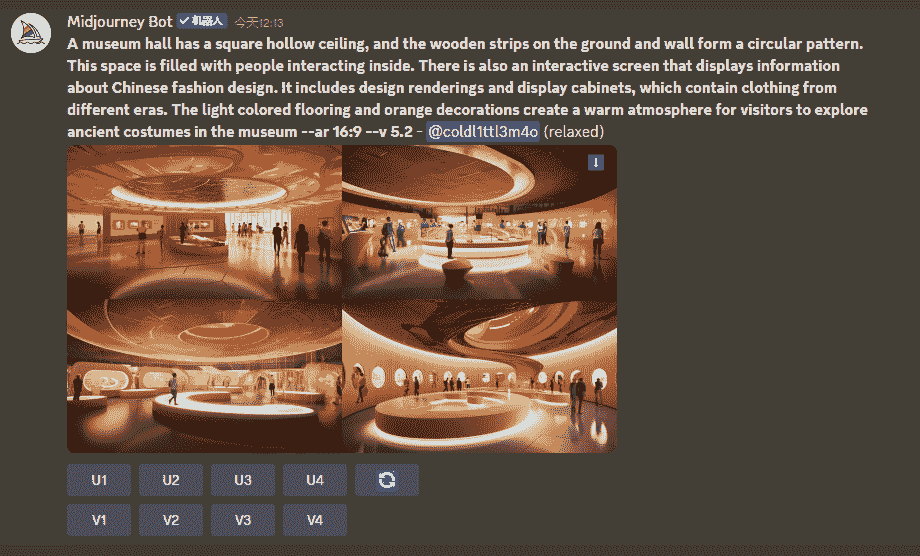 Midjourney Bot ✓机器人 今天12:13
A museum hall has a square hollow ceiling, and the wooden strips on the ground and wall form a circular pattern.
This space is filled with people interacting inside. There is also an interactive screen that displays information
about Chinese fashion design. It includes design renderings and display cabinets, which contain clothing from
different eras. The light colored flooring and orange decorations create a warm atmosphere for visitors to explore
ancient costumes in the museum --ar 16:9 --v 5.2 - @coldl1ttl3m4o (relaxed)
U1 U2 U3 U4
V1 V2 V3 V4